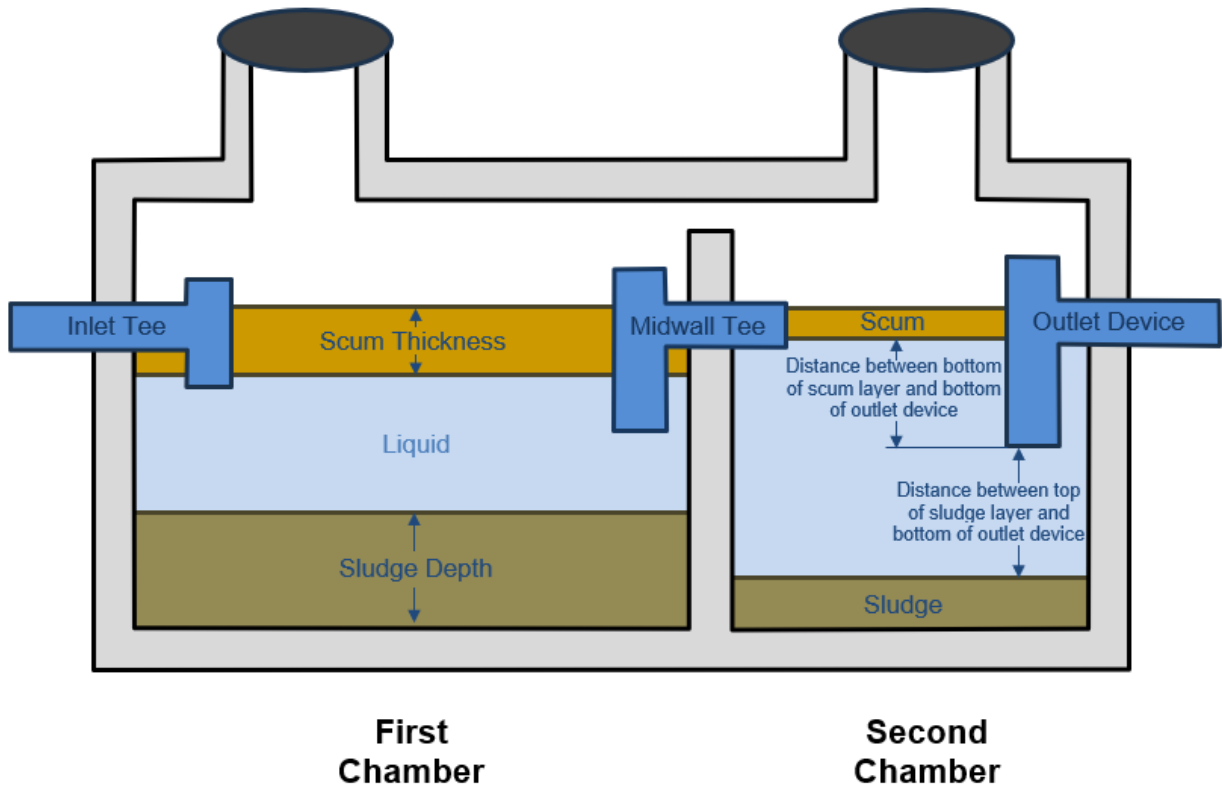 Inlet Tee
Scum Thickness
Midwall Tee
Scum
Outlet Device
Distance between bottom
of scum layer and bottom
of outlet device
Liquid
Distance between top
of sludge layer and
bottom of outlet device
Sludge Depth
Sludge
First
Chamber
Second
Chamber